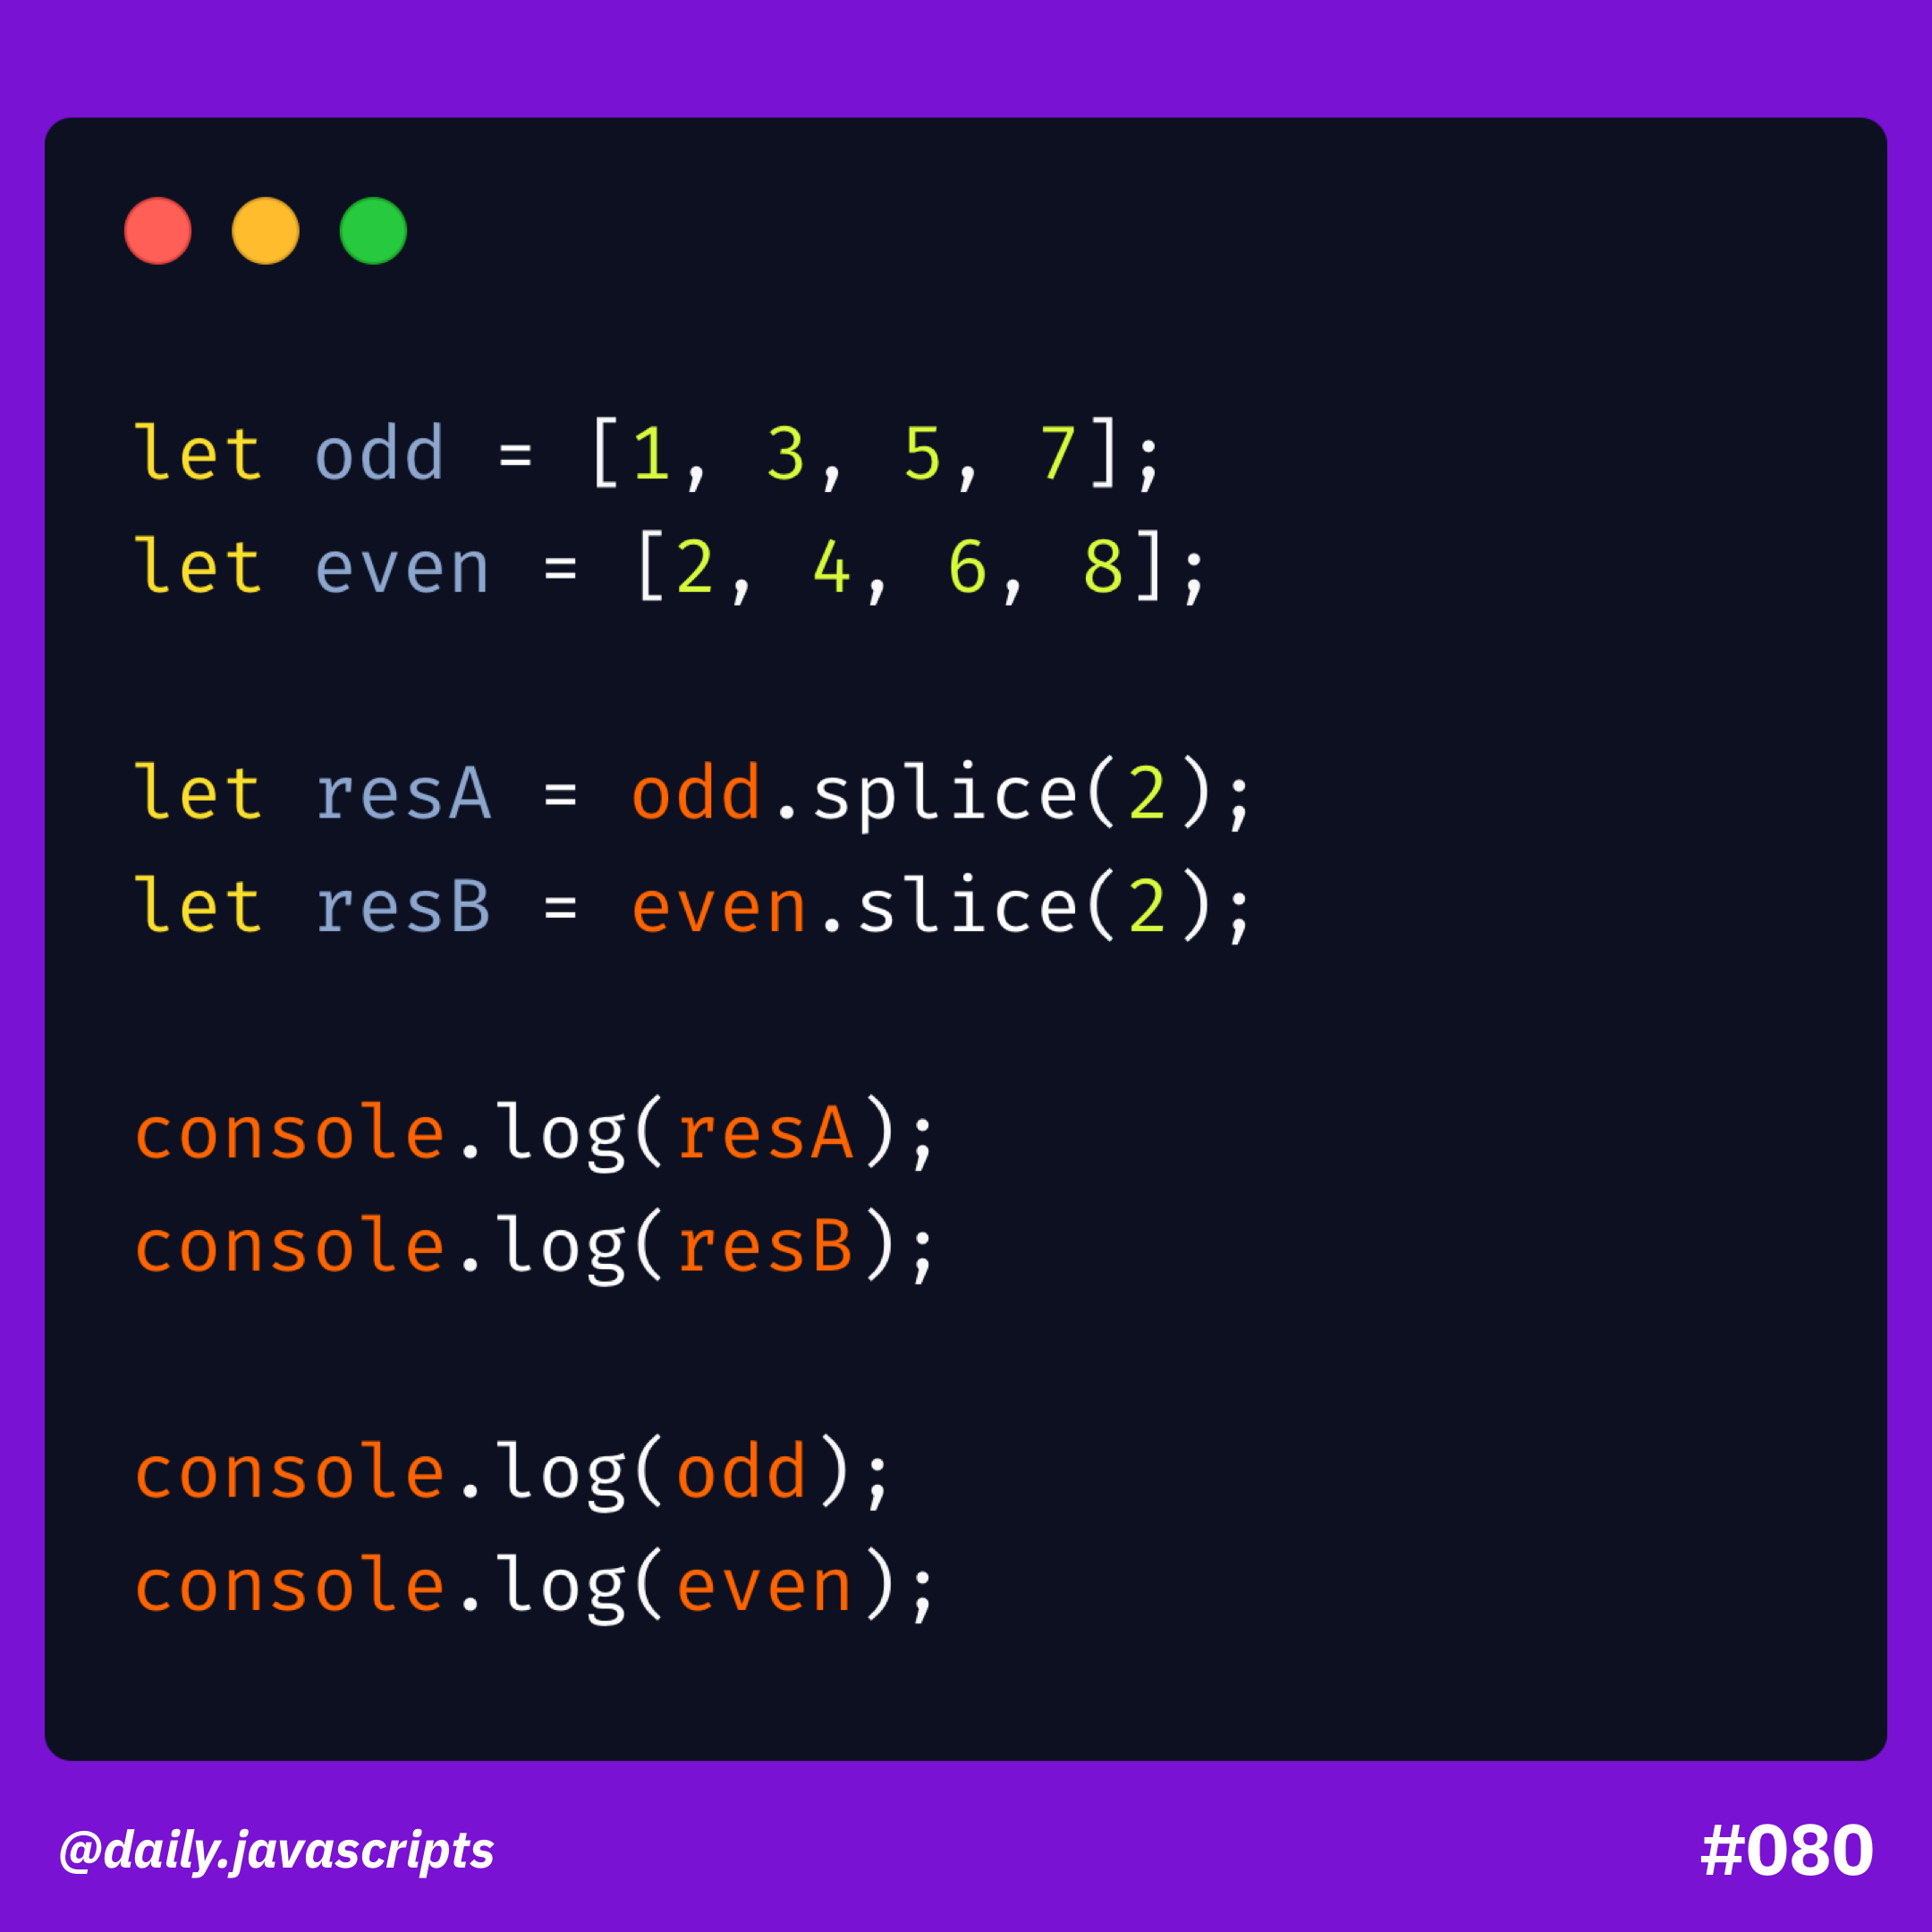 let odd = [1, 3, 5, 7];
let even = [2, 4, 6, 8];
let resA = odd.splice(2);
let resB = even.slice(2);
console.log(resA);
console.log(resB);
console.log(odd);
console.log(even);
@daily.javascripts
#080